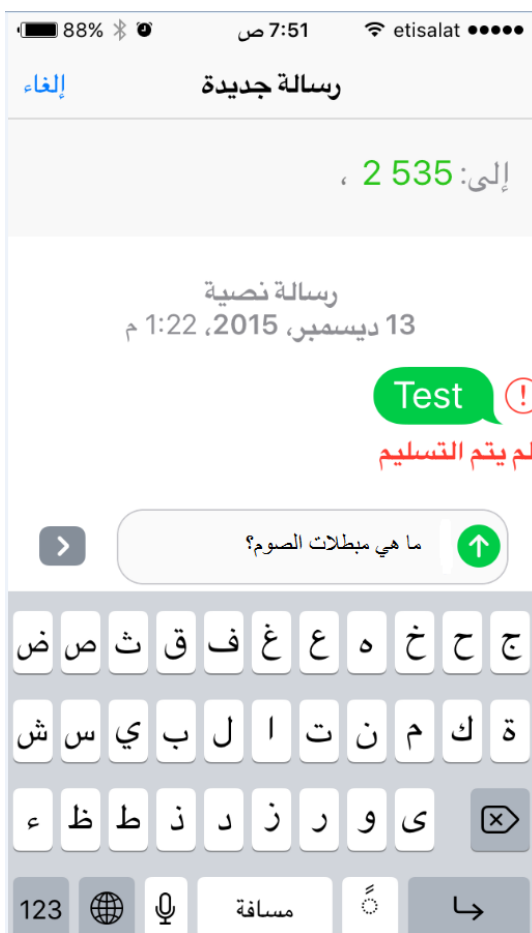 88% 7:51 ص etisalat
إلغاء رسالة جديدة
إلى: 535 2 ،
رسالة نصية
13 ديسمبر، 2015، 1:22 م
Test !
لم يتم التسليم
ما هي مبطلات الصوم؟
ض ص ث ق ف غ ع ه خ ح ج
ش س ي ب ل ا ت ن م ك ة
ء ظ ط ذ د ز ر و ى
123 مسافة